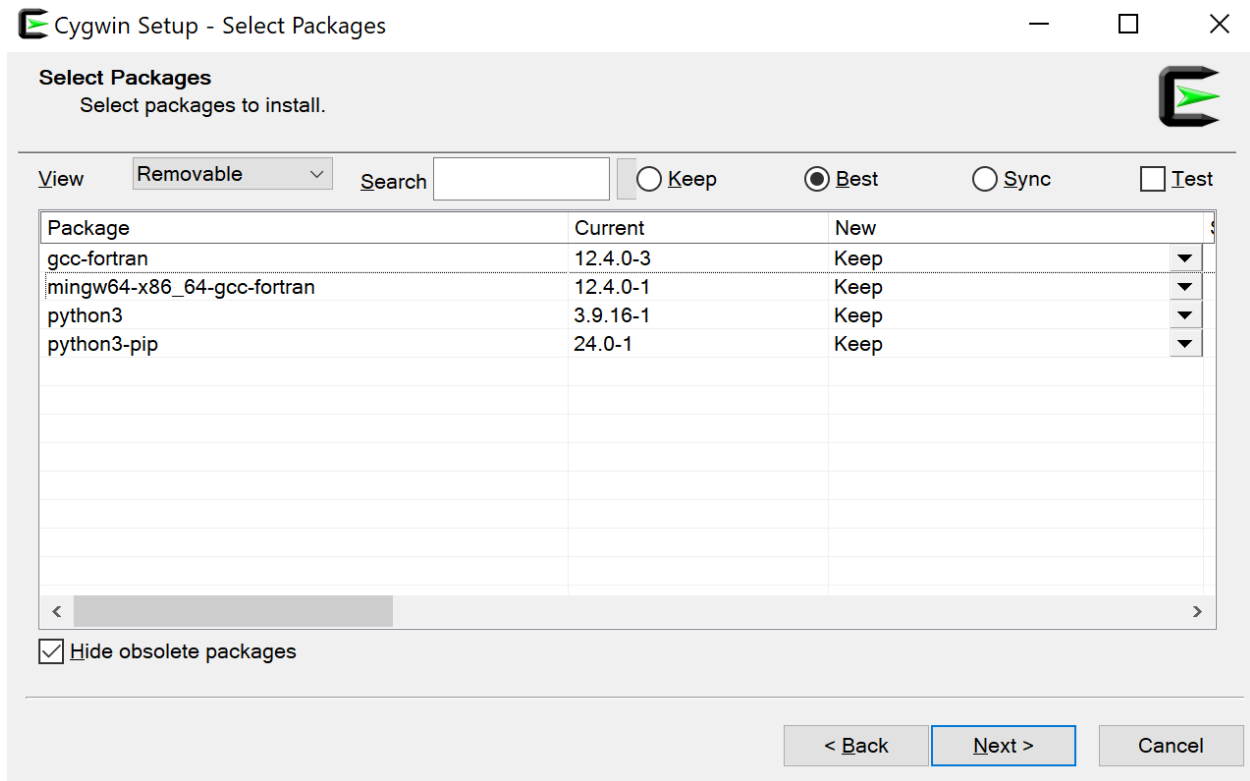 Cygwin Setup - Select Packages
Select Packages
Select packages to install.
View Removable Search Keep Best Sync Test
Package Current New
gcc-fortran 12.4.0-3 Keep
mingw64-x86_64-gcc-fortran 12.4.0-1 Keep
python3 3.9.16-1 Keep
python3-pip 24.0-1 Keep
Hide obsolete packages
< Back Next > Cancel